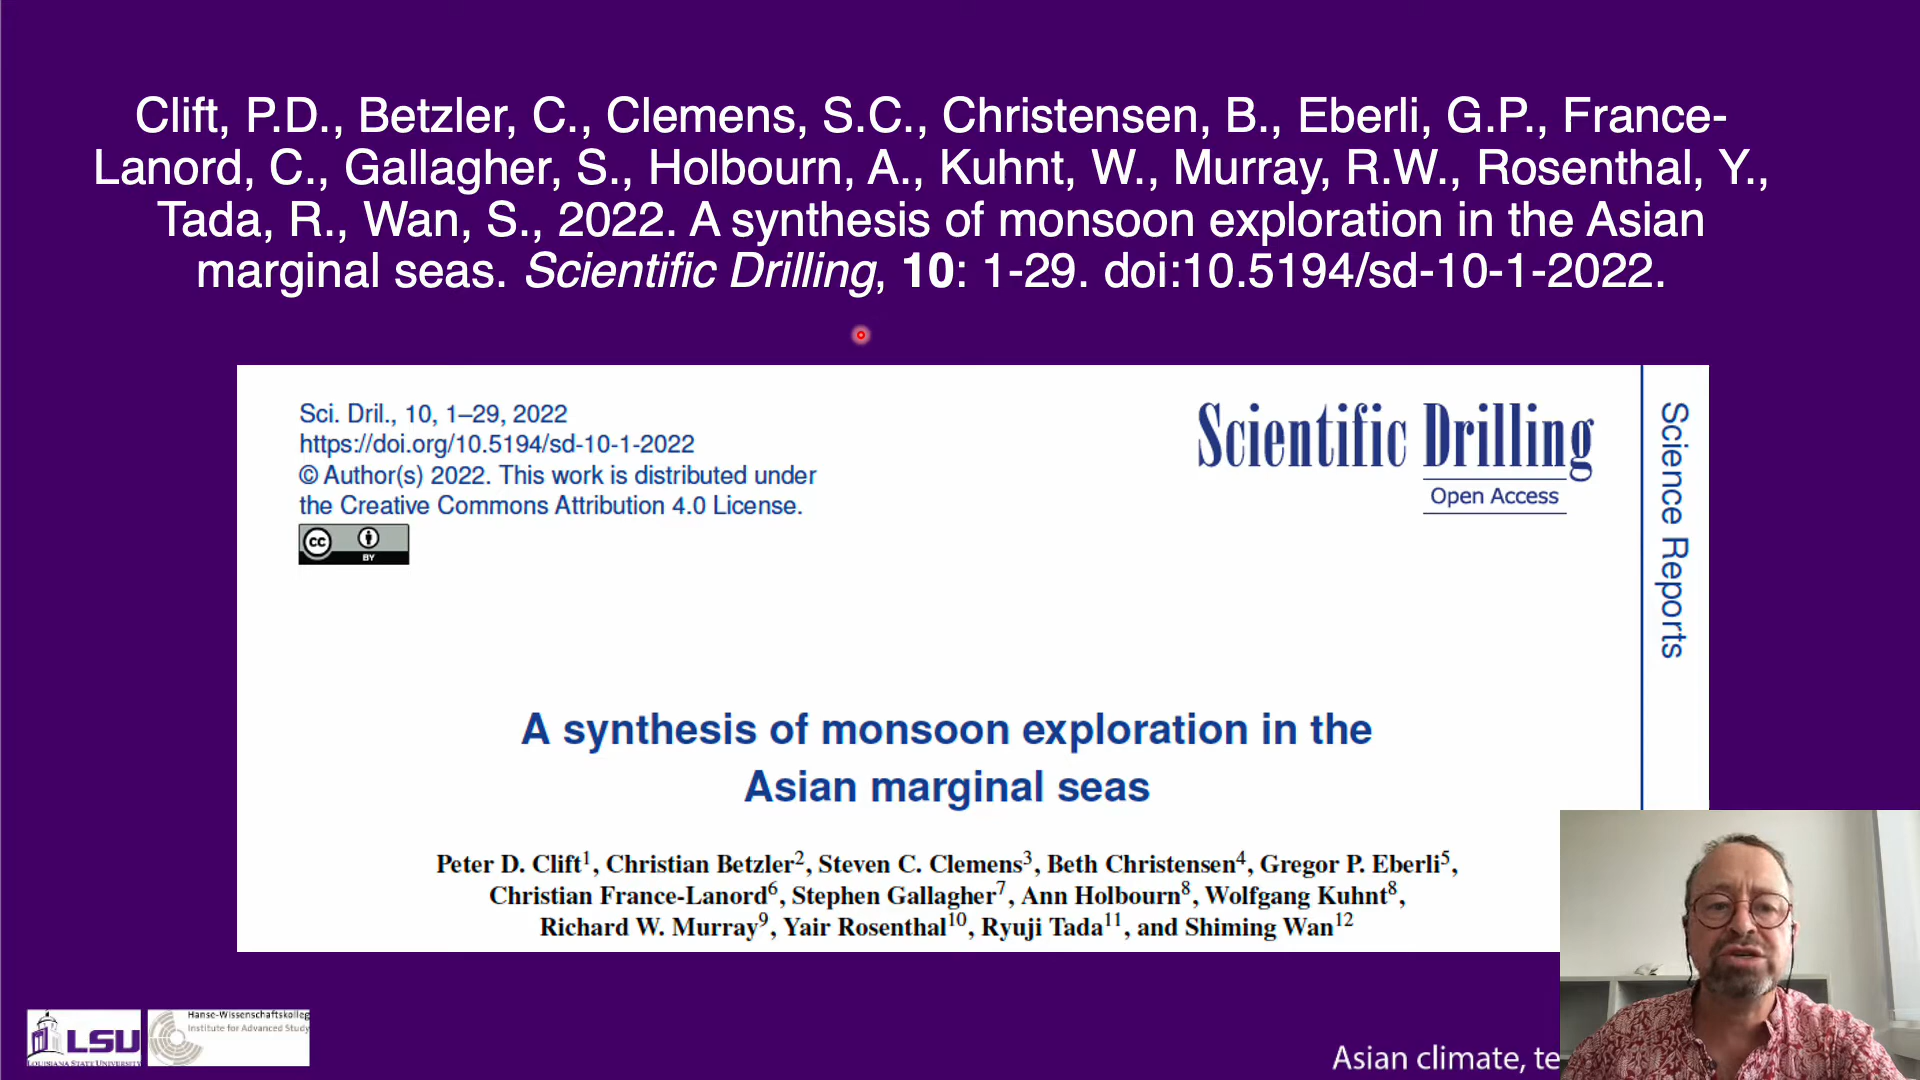 Clift, P.D., Betzler, C., Clemens, S.C., Christensen, B., Eberli, G.P., France-
Lanord, C., Gallagher, S., Holbourn, A., Kuhnt, W., Murray, R.W., Rosenthal, Y.,
Tada, R., Wan, S., 2022. A synthesis of monsoon exploration in the Asian
marginal seas. Scientific Drilling, 10: 1-29. doi:10.5194/sd-10-1-2022.
Sci. Dril., 10, 1–29, 2022
https://doi.org/10.5194/sd-10-1-2022
© Author(s) 2022. This work is distributed under
the Creative Commons Attribution 4.0 License.
cc
BY
Scientific Drilling
Open Access
Science Reports
A synthesis of monsoon exploration in the
Asian marginal seas
Peter D. Clift1, Christian Betzler2, Steven C. Clemens3, Beth Christensen4, Gregor P. Eberli5,
Christian France-Lanord6, Stephen Gallagher7, Ann Holbourn8, Wolfgang Kuhnt8,
Richard W. Murray9, Yair Rosenthal10, Ryuji Tada11, and Shiming Wan12
LSU
LOUISIANA STATE UNIVERSITY
Hanse-Wissenschaftskolleg
Institute for Advanced Study
Asian climate, te